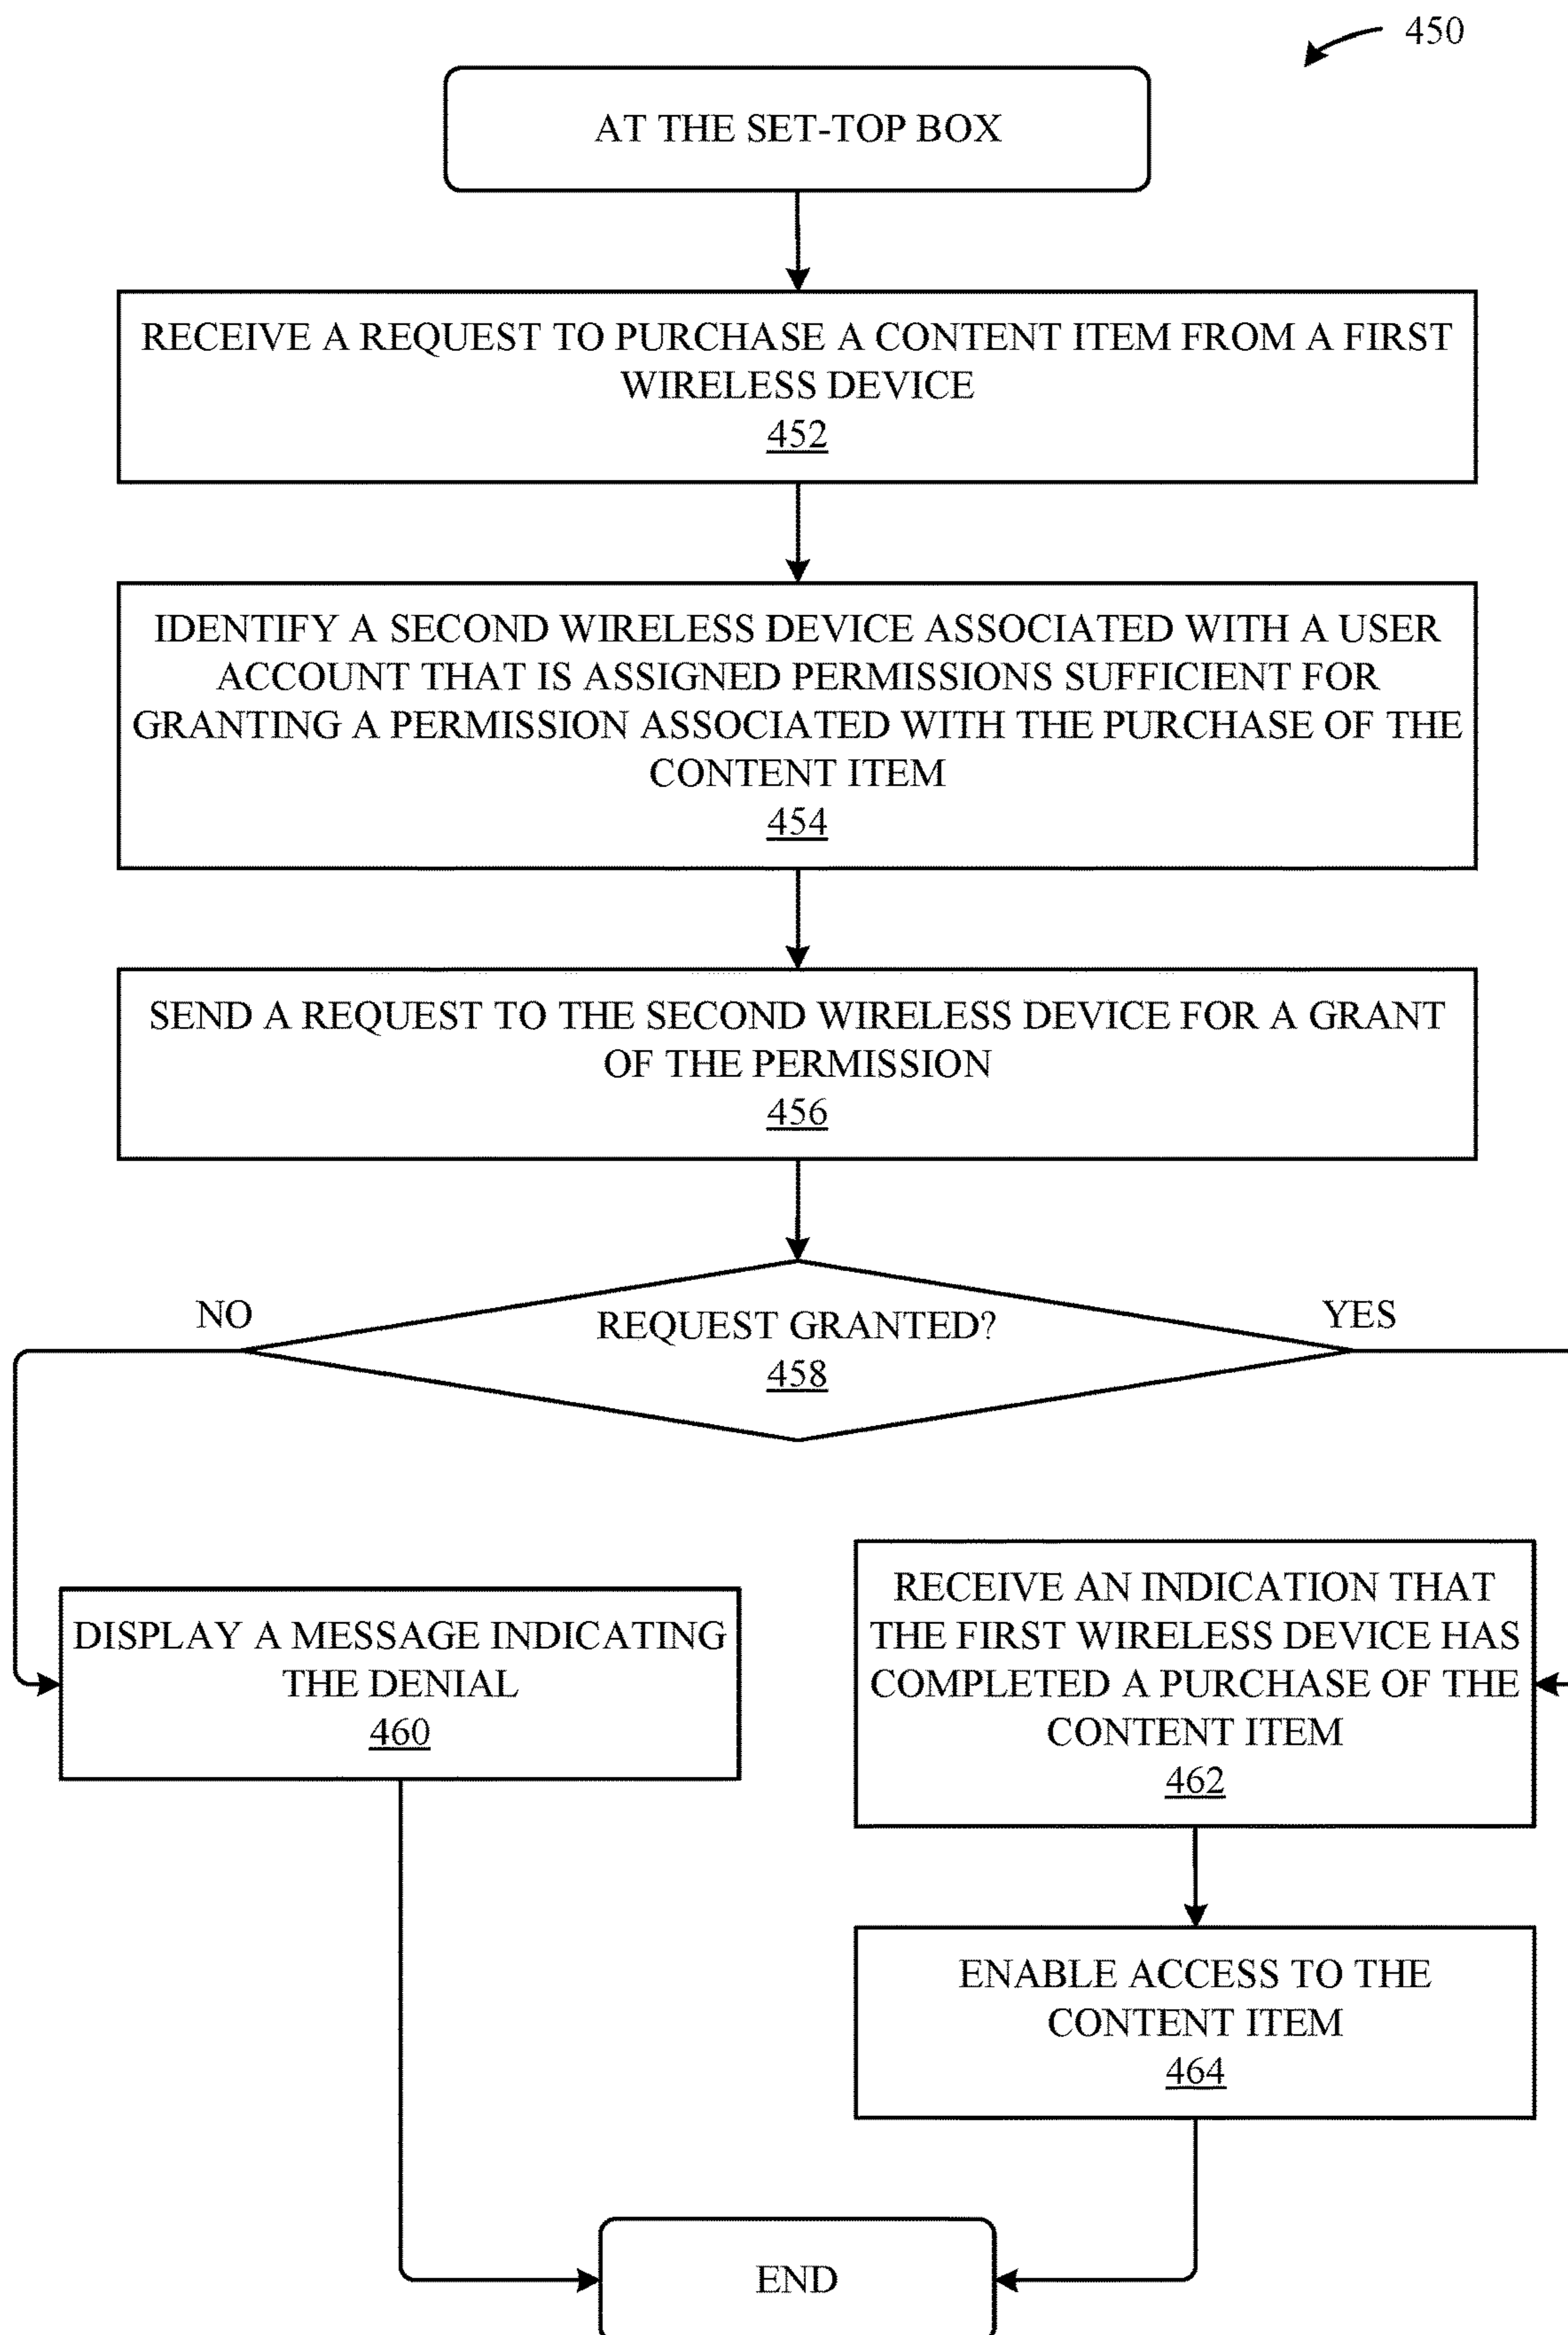 450
AT THE SET-TOP BOX
RECEIVE A REQUEST TO PURCHASE A CONTENT ITEM FROM A FIRST
WIRELESS DEVICE
452
IDENTIFY A SECOND WIRELESS DEVICE ASSOCIATED WITH A USER
ACCOUNT THAT IS ASSIGNED PERMISSIONS SUFFICIENT FOR
GRANTING A PERMISSION ASSOCIATED WITH THE PURCHASE OF THE
CONTENT ITEM
454
SEND A REQUEST TO THE SECOND WIRELESS DEVICE FOR A GRANT
OF THE PERMISSION
456
NO
REQUEST GRANTED?
458
YES
DISPLAY A MESSAGE INDICATING
THE DENIAL
460
RECEIVE AN INDICATION THAT
THE FIRST WIRELESS DEVICE HAS
COMPLETED A PURCHASE OF THE
CONTENT ITEM
462
ENABLE ACCESS TO THE
CONTENT ITEM
464
END